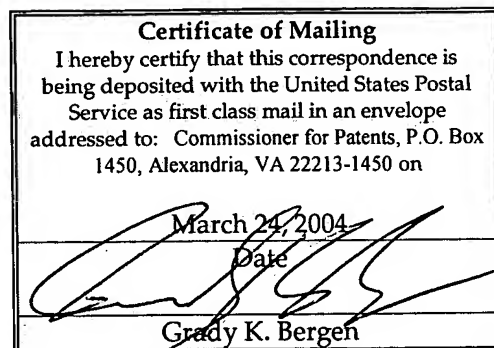 Certificate of Mailing
I hereby certify that this correspondence is
being deposited with the United States Postal
Service as first class mail in an envelope
addressed to: Commissioner for Patents, P.O. Box
1450, Alexandria, VA 22213-1450 on
March 24, 2004
Date
Grady K. Bergen